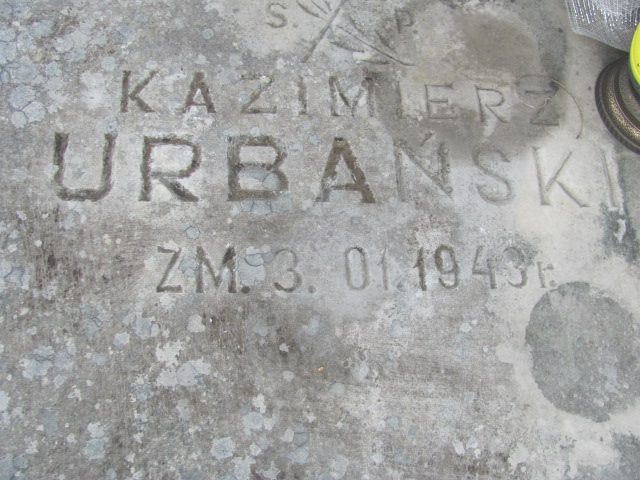 S. P.
KAZIMIERZ
URBAŃSKI
ZM. 3. 01. 1943 r.